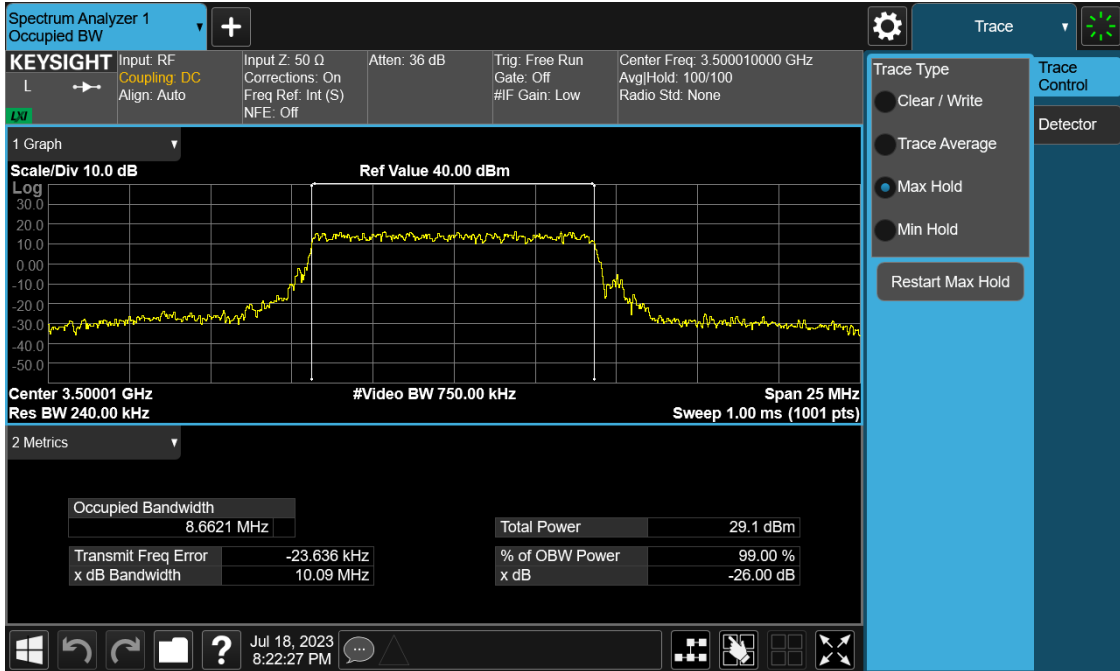 Spectrum Analyzer 1
Occupied BW
+
Trace
KEYSIGHT
L
LXI
Input: RF
Coupling: DC
Align: Auto
Input Z: 50 Ω
Corrections: On
Freq Ref: Int (S)
NFE: Off
Atten: 36 dB
Trig: Free Run
Gate: Off
#IF Gain: Low
Center Freq: 3.500010000 GHz
Avg|Hold: 100/100
Radio Std: None
Trace Type
Clear / Write
Trace Average
Max Hold
Min Hold
Restart Max Hold
Trace
Control
Detector
1 Graph
Scale/Div 10.0 dB
Ref Value 40.00 dBm
Log
30.0
20.0
10.0
0.00
-10.0
-20.0
-30.0
-40.0
-50.0
Center 3.50001 GHz
#Video BW 750.00 kHz
Span 25 MHz
Res BW 240.00 kHz
Sweep 1.00 ms (1001 pts)
2 Metrics
Occupied Bandwidth
8.6621 MHz
Total Power 29.1 dBm
Transmit Freq Error -23.636 kHz
% of OBW Power 99.00 %
x dB Bandwidth 10.09 MHz
x dB -26.00 dB
?
Jul 18, 2023
8:22:27 PM